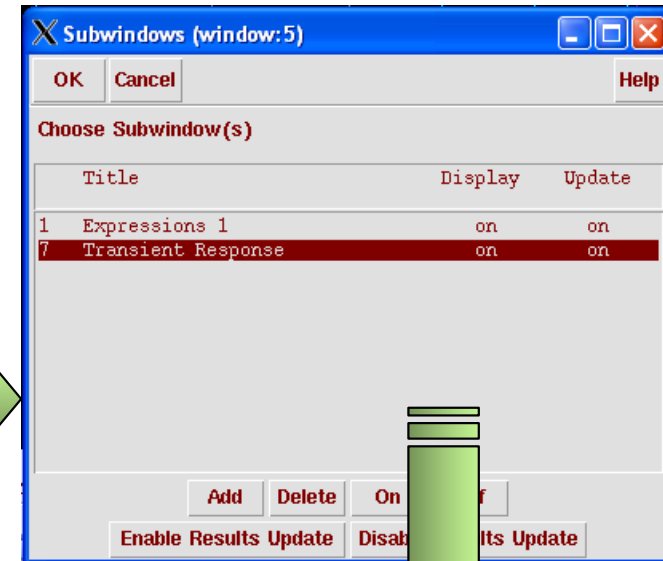 Subwindows (window:5)
OK Cancel Help
Choose Subwindow(s)
Title Display Update
1 Expressions 1 on on
7 Transient Response on on
Add Delete On
Enable Results Update Update